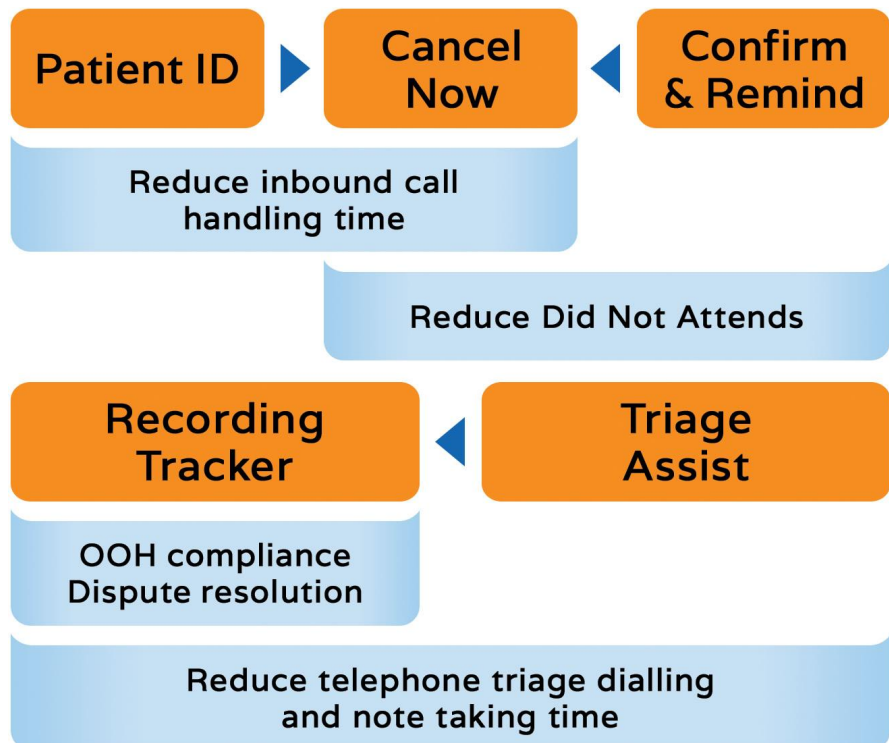 Patient ID
Cancel
Now
Confirm
& Remind
Reduce inbound call
handling time
Reduce Did Not Attends
Recording
Tracker
Triage
Assist
OOH compliance
Dispute resolution
Reduce telephone triage dialling
and note taking time